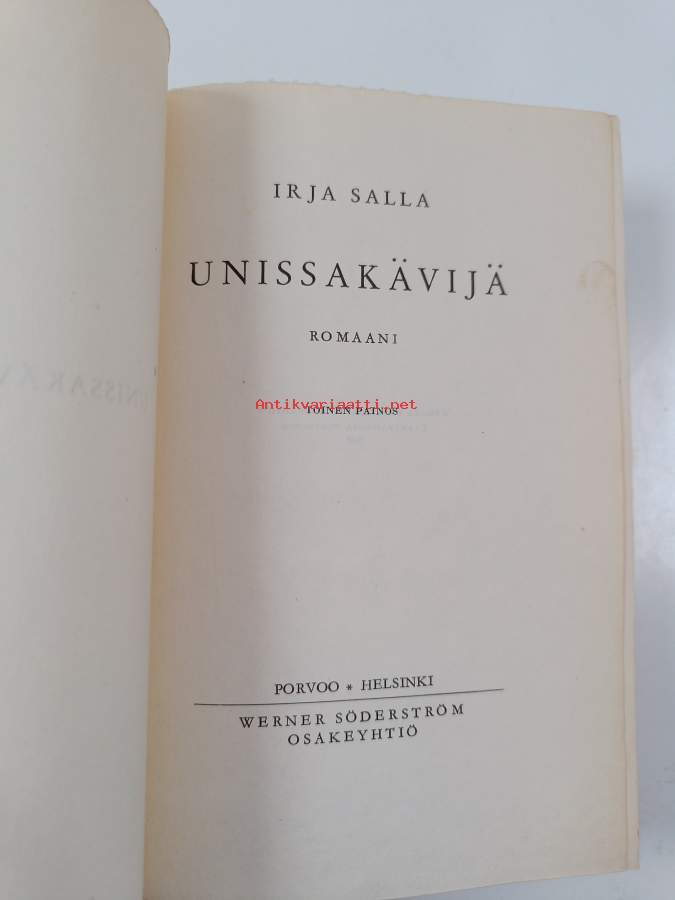 IRJA SALLA
UNISSAKÄVIJÄ
ROMAANI
Antikvariaatti.net
TOINEN PAINOS
PORVOO * HELSINKI
WERNER SÖDERSTRÖM
OSAKEYHTIÖ